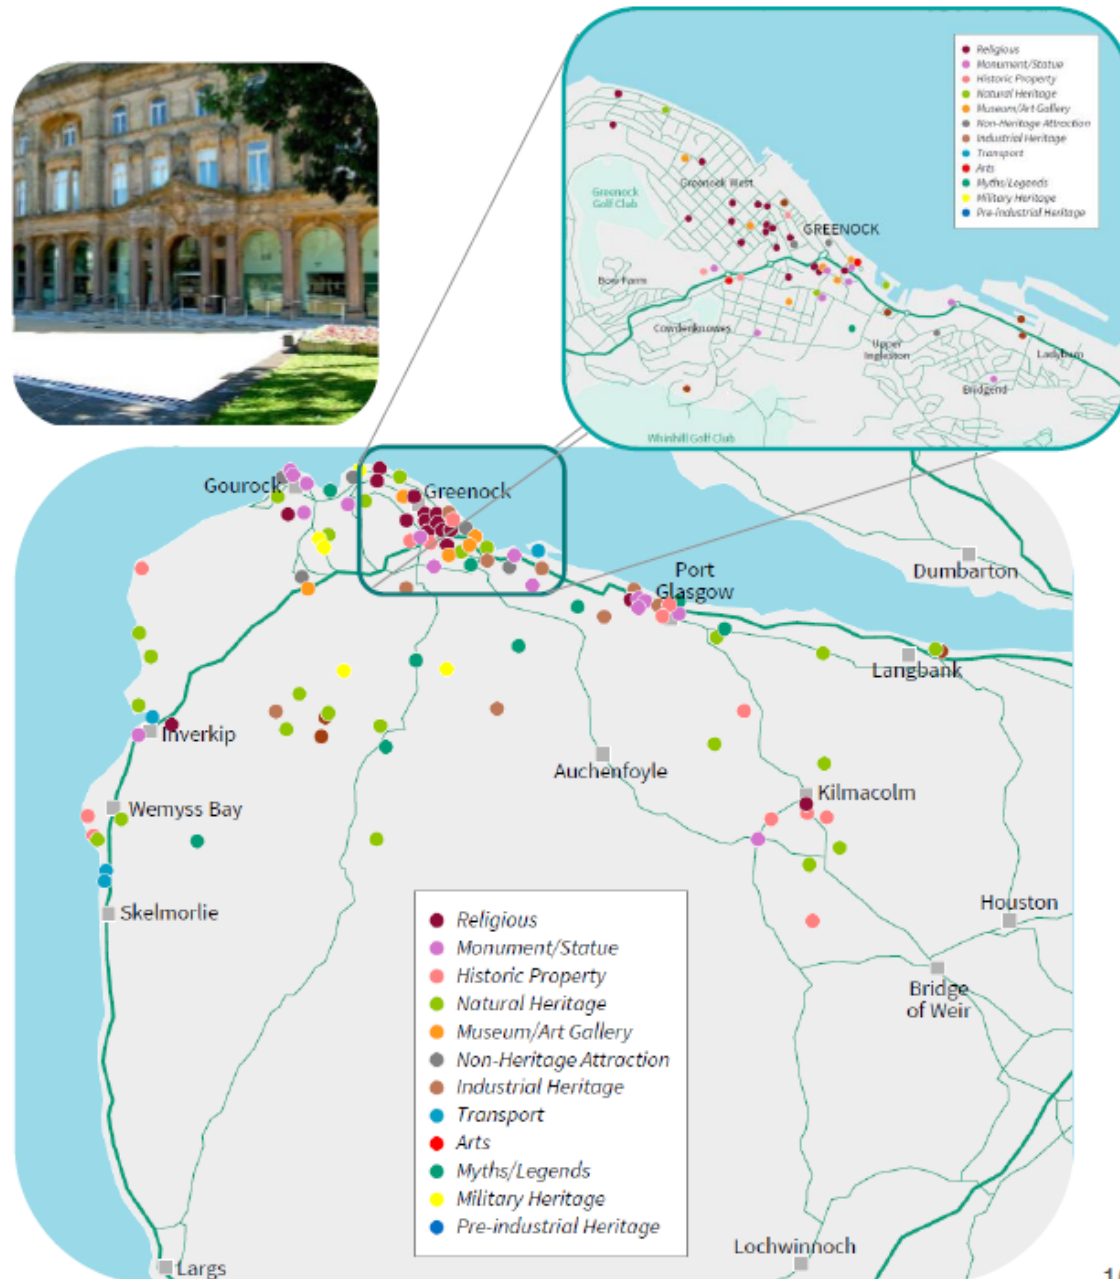 Religious
Monument/Statue
Historic Property
Natural Heritage
Museum/Art Gallery
Non-Heritage Attraction
Industrial Heritage
Transport
Arts
Myths/Legends
Military Heritage
Pre-industrial Heritage
Greenock West
Greenock
Golf Club
GREENOCK
Bow Farm
Cowdenknowes
Upper
Ingleston
Ladyburn
Bridgend
Whinhill Golf Club
Gourock
Greenock
Port
Glasgow
Dumbarton
Langbank
Inverkip
Auchenfoyle
Kilmacolm
Wemyss Bay
Skelmorlie
Houston
Bridge
of Weir
Religious
Monument/Statue
Historic Property
Natural Heritage
Museum/Art Gallery
Non-Heritage Attraction
Industrial Heritage
Transport
Arts
Myths/Legends
Military Heritage
Pre-industrial Heritage
Lochwinnoch
Largs